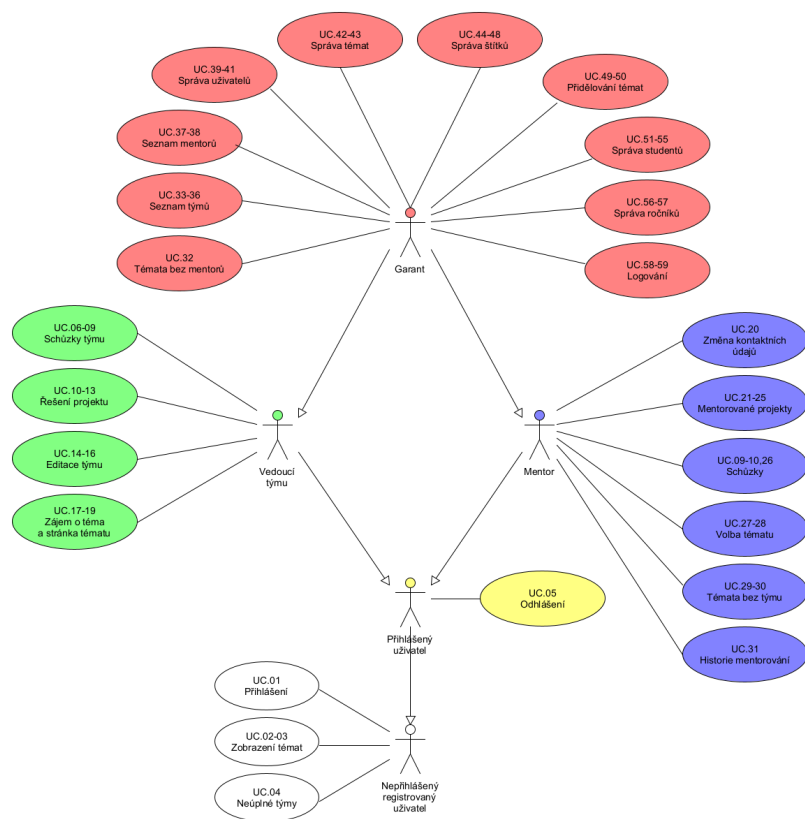 UC.42-43
Správa témat
UC.44-48
Správa štítků
UC.39-41
Správa uživatelů
UC.49-50
Přidělování témat
UC.37-38
Seznam mentorů
UC.51-55
Správa studentů
UC.33-36
Seznam týmů
UC.56-57
Správa ročníků
UC.32
Témata bez mentorů
UC.58-59
Logování
Garant
UC.06-09
Schůzky týmu
UC.10-13
Řešení projektu
UC.14-16
Editace týmu
UC.17-19
Zájem o téma
a stránka tématu
Vedoucí
týmu
Mentor
UC.20
Změna kontaktních
údajů
UC.21-25
Mentorované projekty
UC.09-10,26
Schůzky
UC.27-28
Volba tématu
UC.29-30
Témata bez týmu
UC.31
Historie mentorování
UC.05
Odhlášení
Přihlášený
uživatel
UC.01
Přihlášení
UC.02-03
Zobrazení témat
UC.04
Neúplné týmy
Nepřihlášený
registrovaný
uživatel